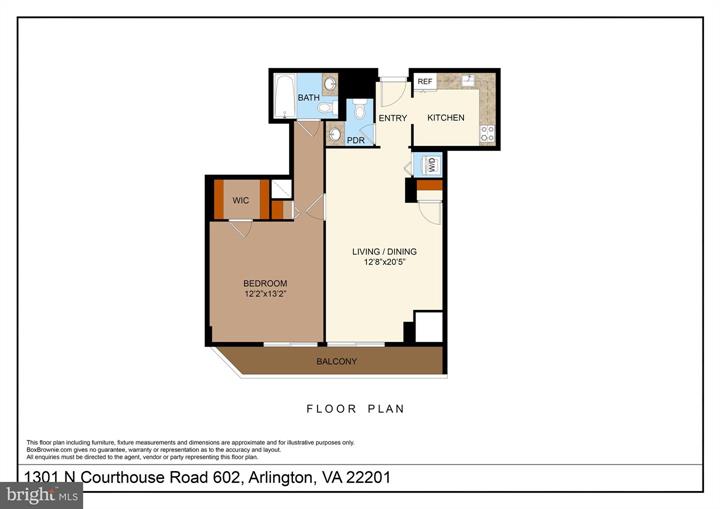 REF
BATH
ENTRY
KITCHEN
PDR
W/D
WIC
LIVING / DINING
12'8"x20'5"
BEDROOM
12'2"x13'2"
BALCONY
FLOOR PLAN
This floor plan including furniture, fixture measurements and dimensions are approximate and for illustrative purposes only.
BoxBrownie.com gives no guarantee, warranty or representation as to the accuracy and layout.
All enquiries must be directed to the agent, vendor or party representing this floor plan.
1301 N Courthouse Road 602, Arlington, VA 22201
bright MLS